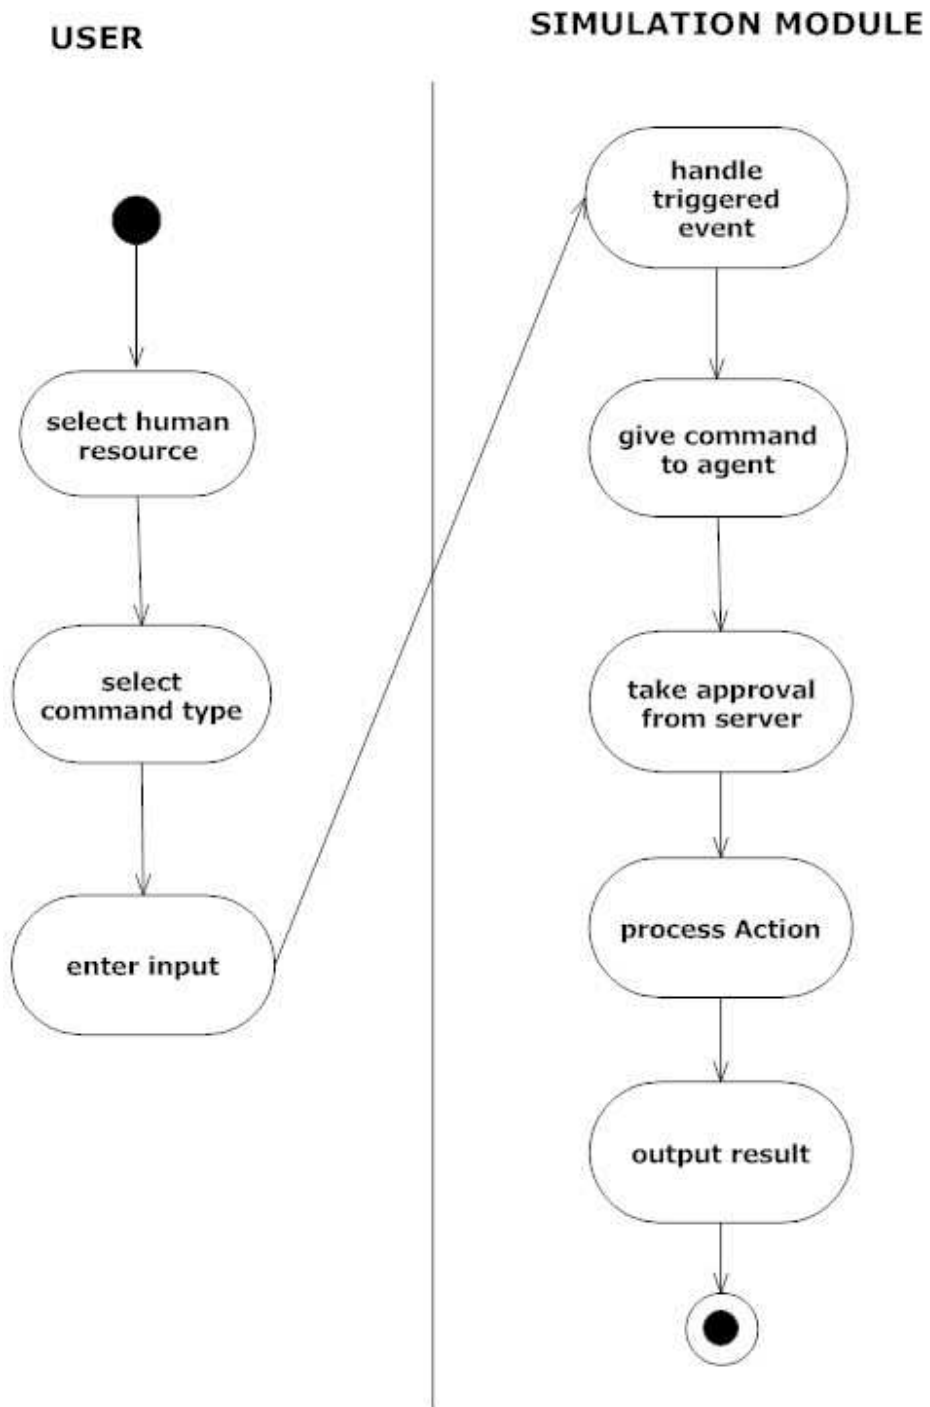 USER
SIMULATION MODULE
select human
resource
select
command type
enter input
handle
triggered
event
give command
to agent
take approval
from server
process Action
output result